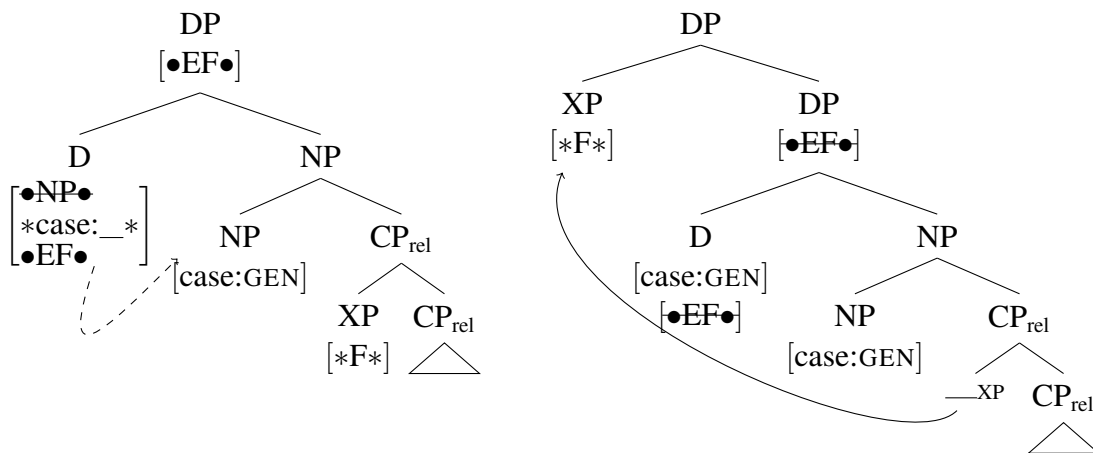 DP
[•EF•]
D
NP
[•NP•
∗case:__∗
•EF•]
NP
CPrel
[case:GEN]
XP
CPrel
[∗F∗]
DP
XP
DP
[∗F∗]
[•EF•]
D
NP
[case:GEN]
[•EF•]
NP
CPrel
[case:GEN]
__XP
CPrel